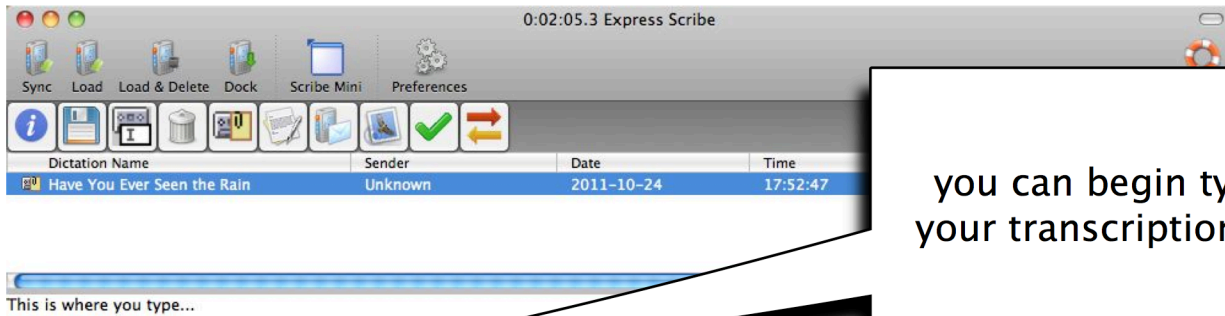 0:02:05.3 Express Scribe
Sync Load Load & Delete Dock Scribe Mini Preferences
Dictation Name Sender Date Time
Have You Ever Seen the Rain Unknown 2011-10-24 17:52:47
you can begin ty
your transcription
This is where you type...